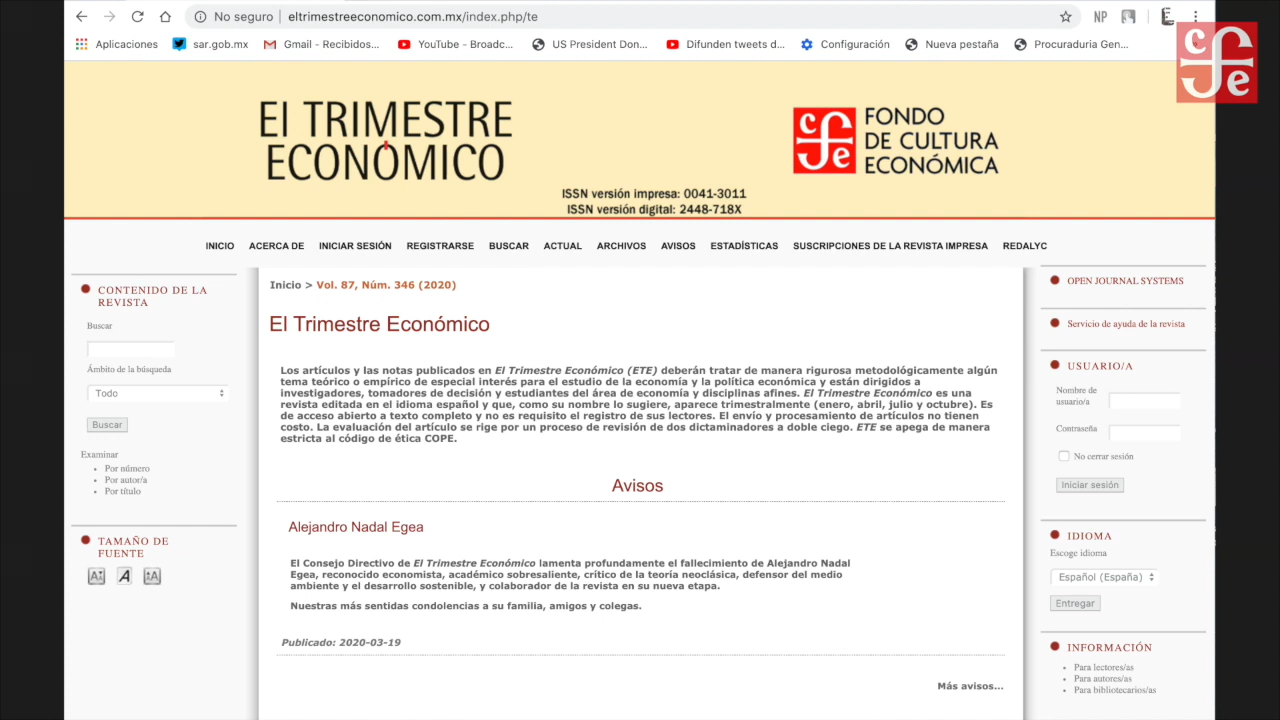 No seguro | eltrimestreeconomico.com.mx/index.php/te
NP
Aplicaciones sar.gob.mx Gmail - Recibidos... YouTube - Broadc... US President Don... Difunden tweets d... Configuración Nueva pestaña Procuraduria Gen...
cfe
El TRIMESTRE
ECONÓMICO
cfe
FONDO
DE CULTURA
ECONÓMICA
ISSN versión impresa: 0041-3011
ISSN versión digital: 2448-718X
INICIO ACERCA DE INICIAR SESIÓN REGISTRARSE BUSCAR ACTUAL ARCHIVOS AVISOS ESTADÍSTICAS SUSCRIPCIONES DE LA REVISTA IMPRESA REDALYC
CONTENIDO DE LA
REVISTA
Buscar
Ámbito de la búsqueda
Todo
Buscar
Examinar
• Por número
• Por autor/a
• Por título
TAMAÑO DE
FUENTE
A A A
Inicio > Vol. 87, Núm. 346 (2020)
El Trimestre Económico
Los artículos y las notas publicados en El Trimestre Económico (ETE) deberán tratar de manera rigurosa metodológicamente algún
tema teórico o empírico de especial interés para el estudio de la economía y la política económica y están dirigidos a
investigadores, tomadores de decisión y estudiantes del área de economía y disciplinas afines. El Trimestre Económico es una
revista editada en el idioma español y que, como su nombre lo sugiere, aparece trimestralmente (enero, abril, julio y octubre). Es
de acceso abierto a texto completo y no es requisito el registro de sus lectores. El envío y procesamiento de artículos no tienen
costo. La evaluación del artículo se rige por un proceso de revisión de dos dictaminadores a doble ciego. ETE se apega de manera
estricta al código de ética COPE.
Avisos
Alejandro Nadal Egea
El Consejo Directivo de El Trimestre Económico lamenta profundamente el fallecimiento de Alejandro Nadal
Egea, reconocido economista, académico sobresaliente, crítico de la teoría neoclásica, defensor del medio
ambiente y el desarrollo sostenible, y colaborador de la revista en su nueva etapa.
Nuestras más sentidas condolencias a su familia, amigos y colegas.
Publicado: 2020-03-19
Más avisos...
OPEN JOURNAL SYSTEMS
Servicio de ayuda de la revista
USUARIO/A
Nombre de
usuario/a
Contraseña
No cerrar sesión
Iniciar sesión
IDIOMA
Escoge idioma
Español (España)
Entregar
INFORMACIÓN
• Para lectores/as
• Para autores/as
• Para bibliotecarios/as